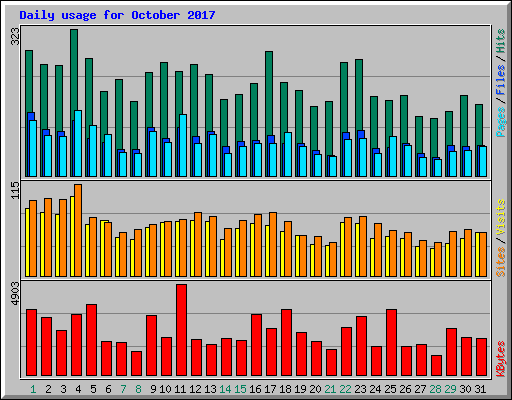 Daily usage for October 2017
323
Pages / Files / Hits
115
Sites / Visits
4903
KBytes
1 2 3 4 5 6 7 8 9 10 11 12 13 14 15 16 17 18 19 20 21 22 23 24 25 26 27 28 29 30 31